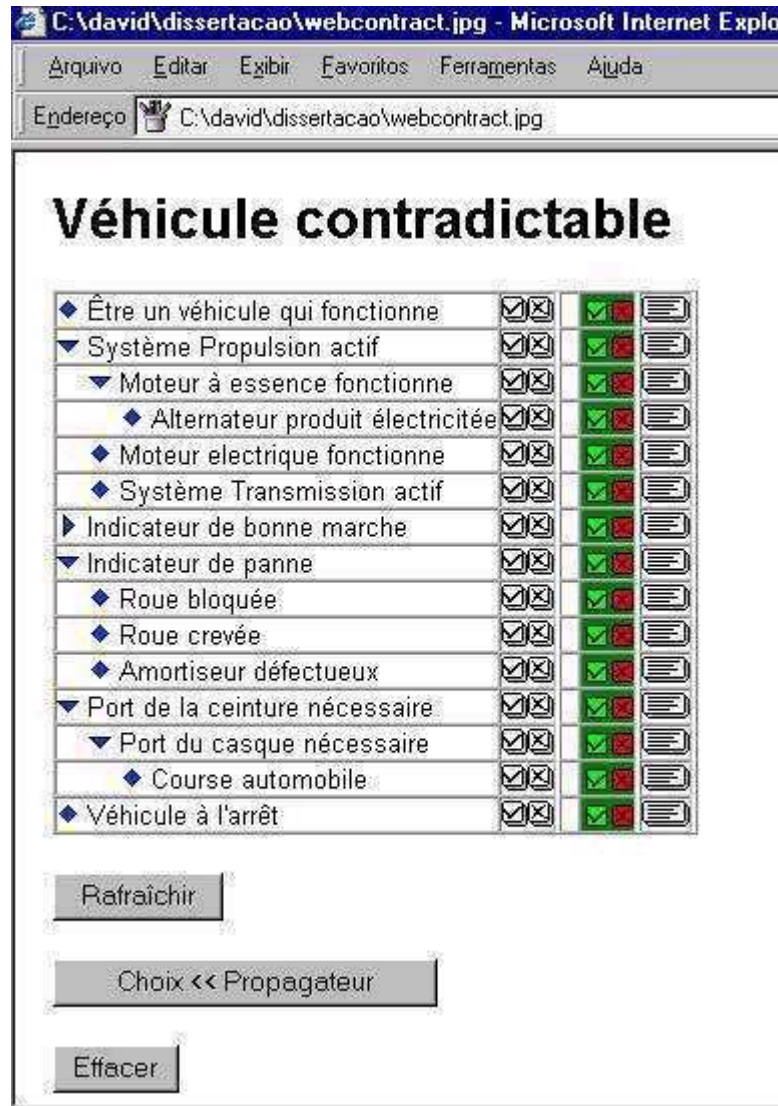 C:\david\dissertacao\webcontract.jpg - Microsoft Internet Explo
Arquivo Editar Exibir Favoritos Ferramentas Ajuda
Endereço C:\david\dissertacao\webcontract.jpg
Véhicule contradictable
Être un véhicule qui fonctionne
Système Propulsion actif
Moteur à essence fonctionne
Alternateur produit électricitée
Moteur electrique fonctionne
Système Transmission actif
Indicateur de bonne marche
Indicateur de panne
Roue bloquée
Roue crevée
Amortiseur défectueux
Port de la ceinture nécessaire
Port du casque nécessaire
Course automobile
Véhicule à l'arrêt
Rafraîchir
Choix << Propagateur
Effacer